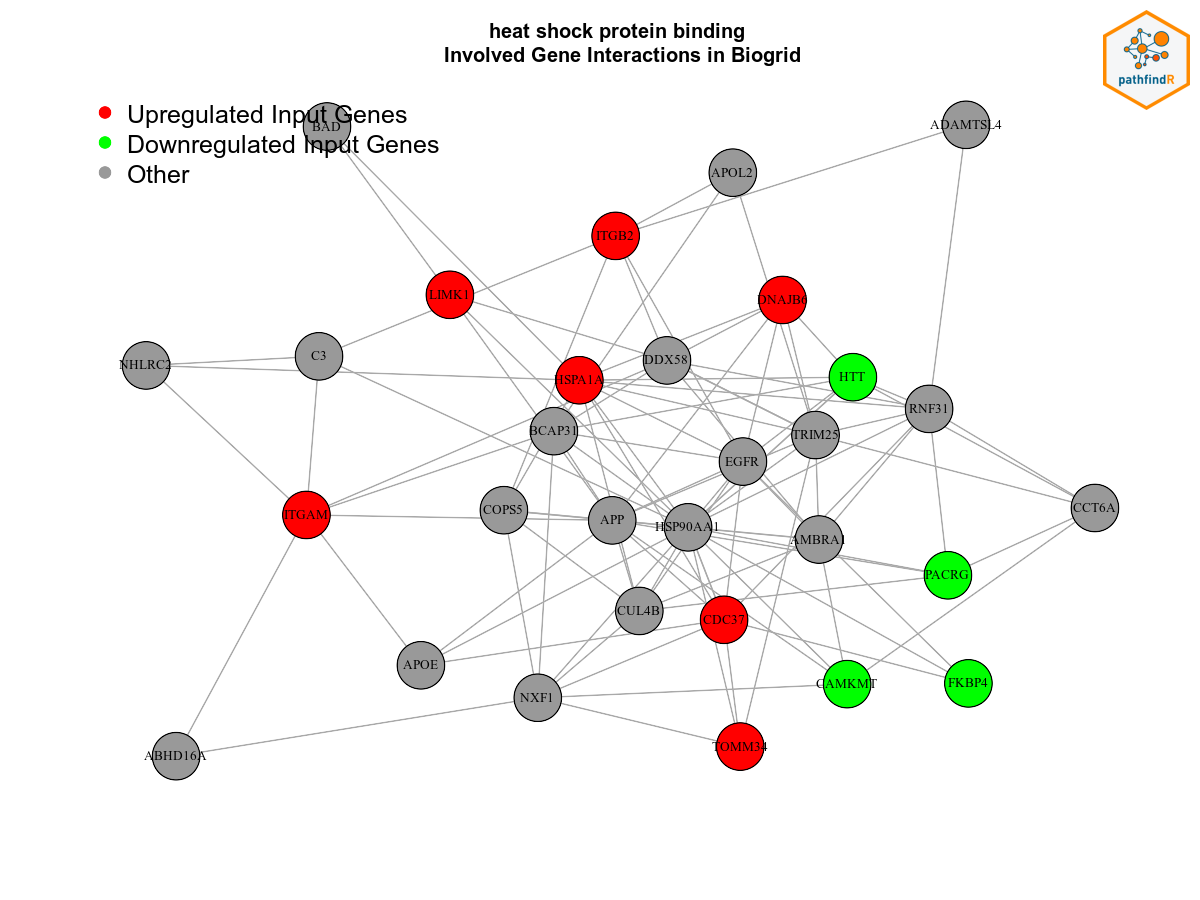 heat shock protein binding
Involved Gene Interactions in Biogrid
pathfindR
Upregulated Input Genes
Downregulated Input Genes
Other
BAD
ADAMTSL4
APOL2
ITGB2
LIMK1
DNAJB6
NHLRC2
C3
DDX58
HSPA1A
HTT
RNF31
BCAP31
TRIM25
EGFR
ITGAM
COPS5
APP
HSP90AA1
AMBRA1
CCT6A
PACRG
CUL4B
CDC37
APOE
NXF1
CAMKMT
FKBP4
ABHD16A
TOMM34